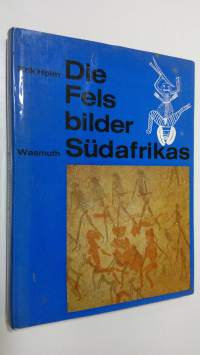 Erik Holm
Die
Fels
bilder
Südafrikas
Wasmuth